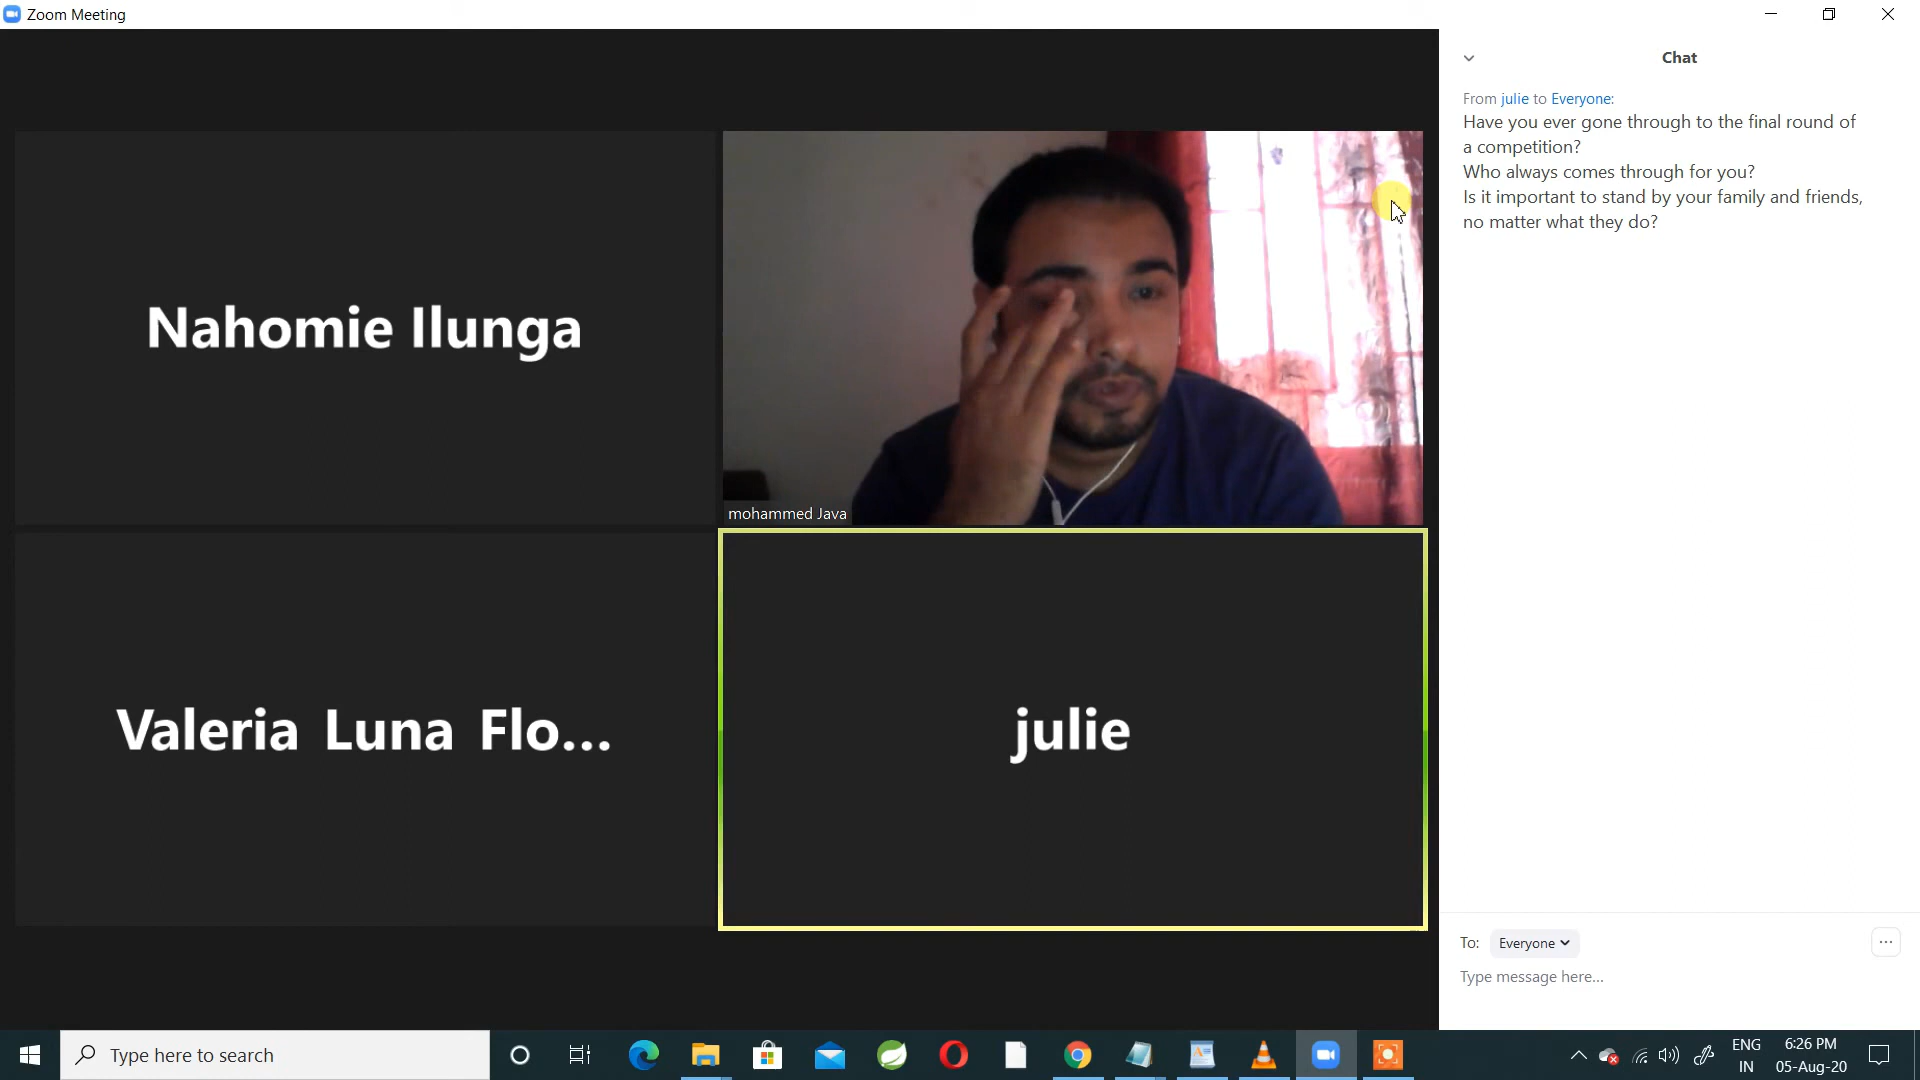 Zoom Meeting
Nahomie Ilunga
mohammed Java
Valeria Luna Flo...
julie
Chat
From julie to Everyone:
Have you ever gone through to the final round of
a competition?
Who always comes through for you?
Is it important to stand by your family and friends,
no matter what they do?
To: Everyone
Type message here...
Type here to search
ENG
IN
6:26 PM
05-Aug-20